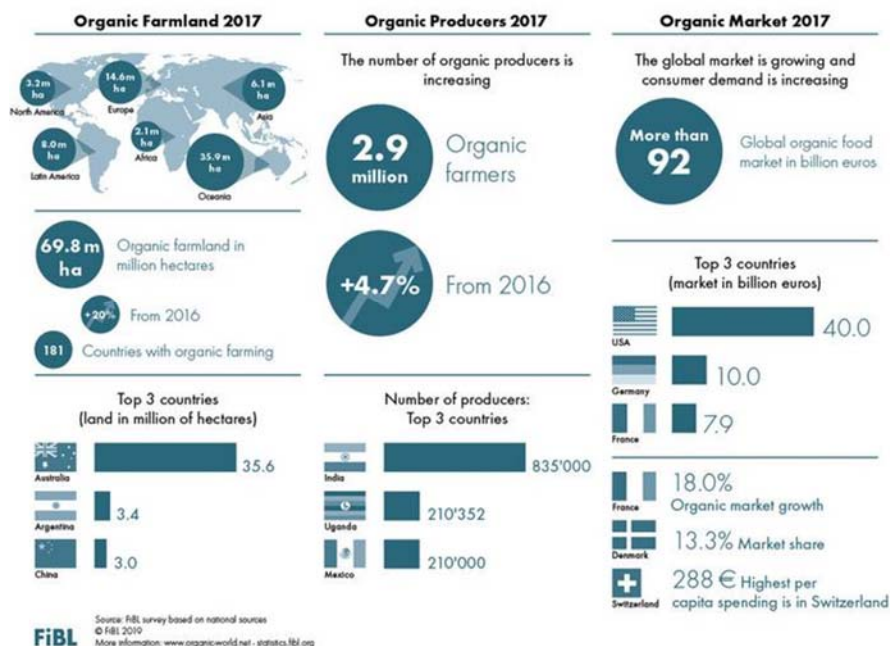 Organic Farmland 2017
3.2m
ha
North America
14.6m
ha
Europe
6.1m
ha
Asia
8.0m
ha
Latin America
2.1m
ha
Africa
35.9m
ha
Oceania
69.8 m
ha
Organic farmland in
million hectares
+20%
From 2016
181
Countries with organic farming
Top 3 countries
(land in million of hectares)
Australia
35.6
Argentina
3.4
China
3.0
Organic Producers 2017
The number of organic producers is
increasing
2.9
million
Organic
farmers
+4.7%
From 2016
Number of producers:
Top 3 countries
India
835'000
Uganda
210'352
Mexico
210'000
Organic Market 2017
The global market is growing and
consumer demand is increasing
More than
92
Global organic food
market in billion euros
Top 3 countries
(market in billion euros)
USA
40.0
Germany
10.0
France
7.9
France
18.0%
Organic market growth
Denmark
13.3% Market share
Switzerland
288 € Highest per
capita spending is in Switzerland
FiBL
Source: FiBL survey based on national sources
© FiBL 2019
More information: www.organic-world.net - statistics.fibl.org